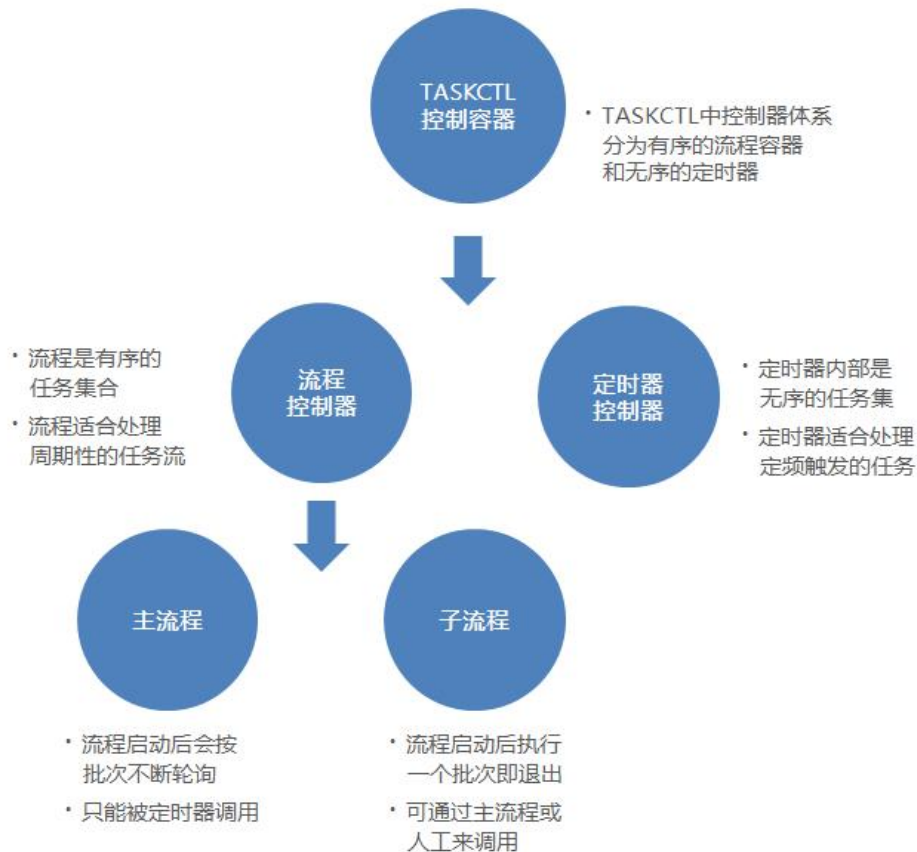 TASKCTL
控制容器
· TASKCTL中控制器体系
分为有序的流程容器
和无序的定时器
· 流程是有序的
任务集合
· 流程适合处理
周期性的任务流
流程
控制器
定时器
控制器
· 定时器内部是
无序的任务集
· 定时器适合处理
定频触发的任务
主流程
子流程
· 流程启动后会按
批次不断轮询
· 只能被定时器调用
· 流程启动后执行
一个批次即退出
· 可通过主流程或
人工来调用